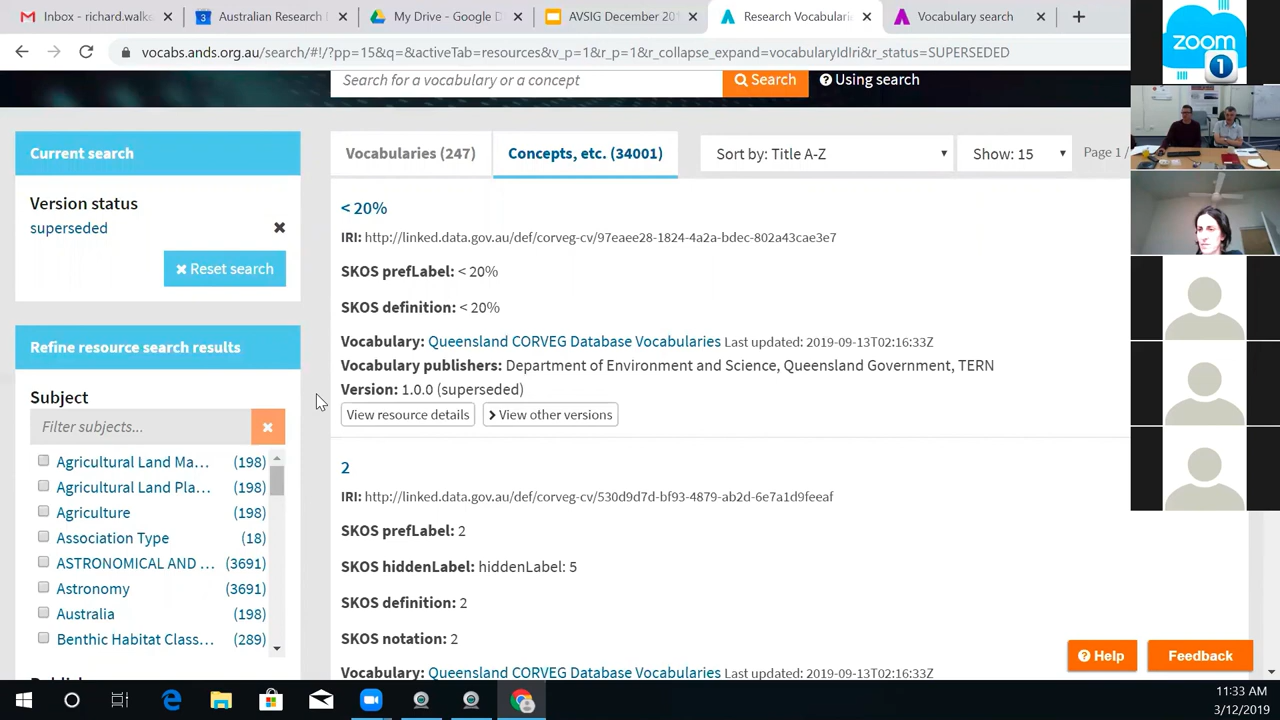 Inbox - richard.walk
Australian Research
My Drive - Google D
AVSIG December 201
Research Vocabulari
Vocabulary search
vocabs.ands.org.au/search/#!/?pp=15&q=&activeTab=resources&v_p=1&r_p=1&r_collapse_expand=vocabularyIdIri&r_status=SUPERSEDED
zoom
1
Search for a vocabulary or a concept
Search
Using search
Current search
Version status
superseded
Reset search
Refine resource search results
Subject
Filter subjects...
Agricultural Land Ma... (198)
Agricultural Land Pla... (198)
Agriculture (198)
Association Type (18)
ASTRONOMICAL AND ... (3691)
Astronomy (3691)
Australia (198)
Benthic Habitat Class... (289)
Vocabularies (247)
Concepts, etc. (34001)
Sort by: Title A-Z
Show: 15
Page 1 /
< 20%
IRI: http://linked.data.gov.au/def/corveg-cv/97eaee28-1824-4a2a-bdec-802a43cae3e7
SKOS prefLabel: < 20%
SKOS definition: < 20%
Vocabulary: Queensland CORVEG Database Vocabularies Last updated: 2019-09-13T02:16:33Z
Vocabulary publishers: Department of Environment and Science, Queensland Government, TERN
Version: 1.0.0 (superseded)
View resource details
View other versions
2
IRI: http://linked.data.gov.au/def/corveg-cv/530d9d7d-bf93-4879-ab2d-6e7a1d9feeaf
SKOS prefLabel: 2
SKOS hiddenLabel: hiddenLabel: 5
SKOS definition: 2
SKOS notation: 2
Vocabulary: Queensland CORVEG Database Vocabularies Last updated: 2019-09-13T02:16:33Z
Help
Feedback
11:33 AM
3/12/2019